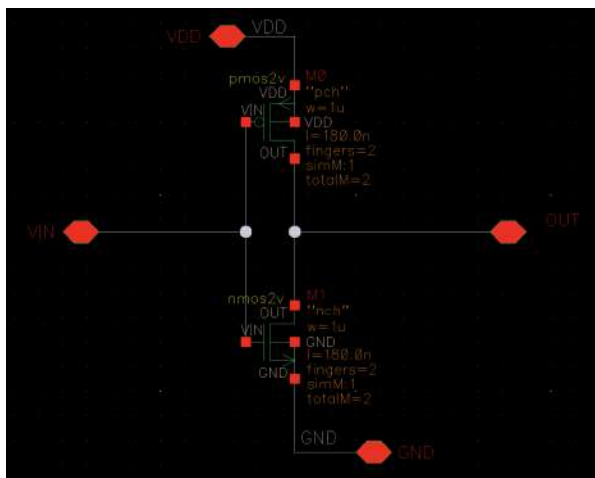 VDD
VDD
pmos2v
M0
VDD
"pch"
VIN
w=1u
VDD
l=180.0n
OUT
fingers=2
simM:1
totalM=2
VIN
OUT
nmos2v
M1
OUT
"nch"
VIN
w=1u
GND
l=180.0n
GND
fingers=2
simM:1
totalM=2
GND
GND